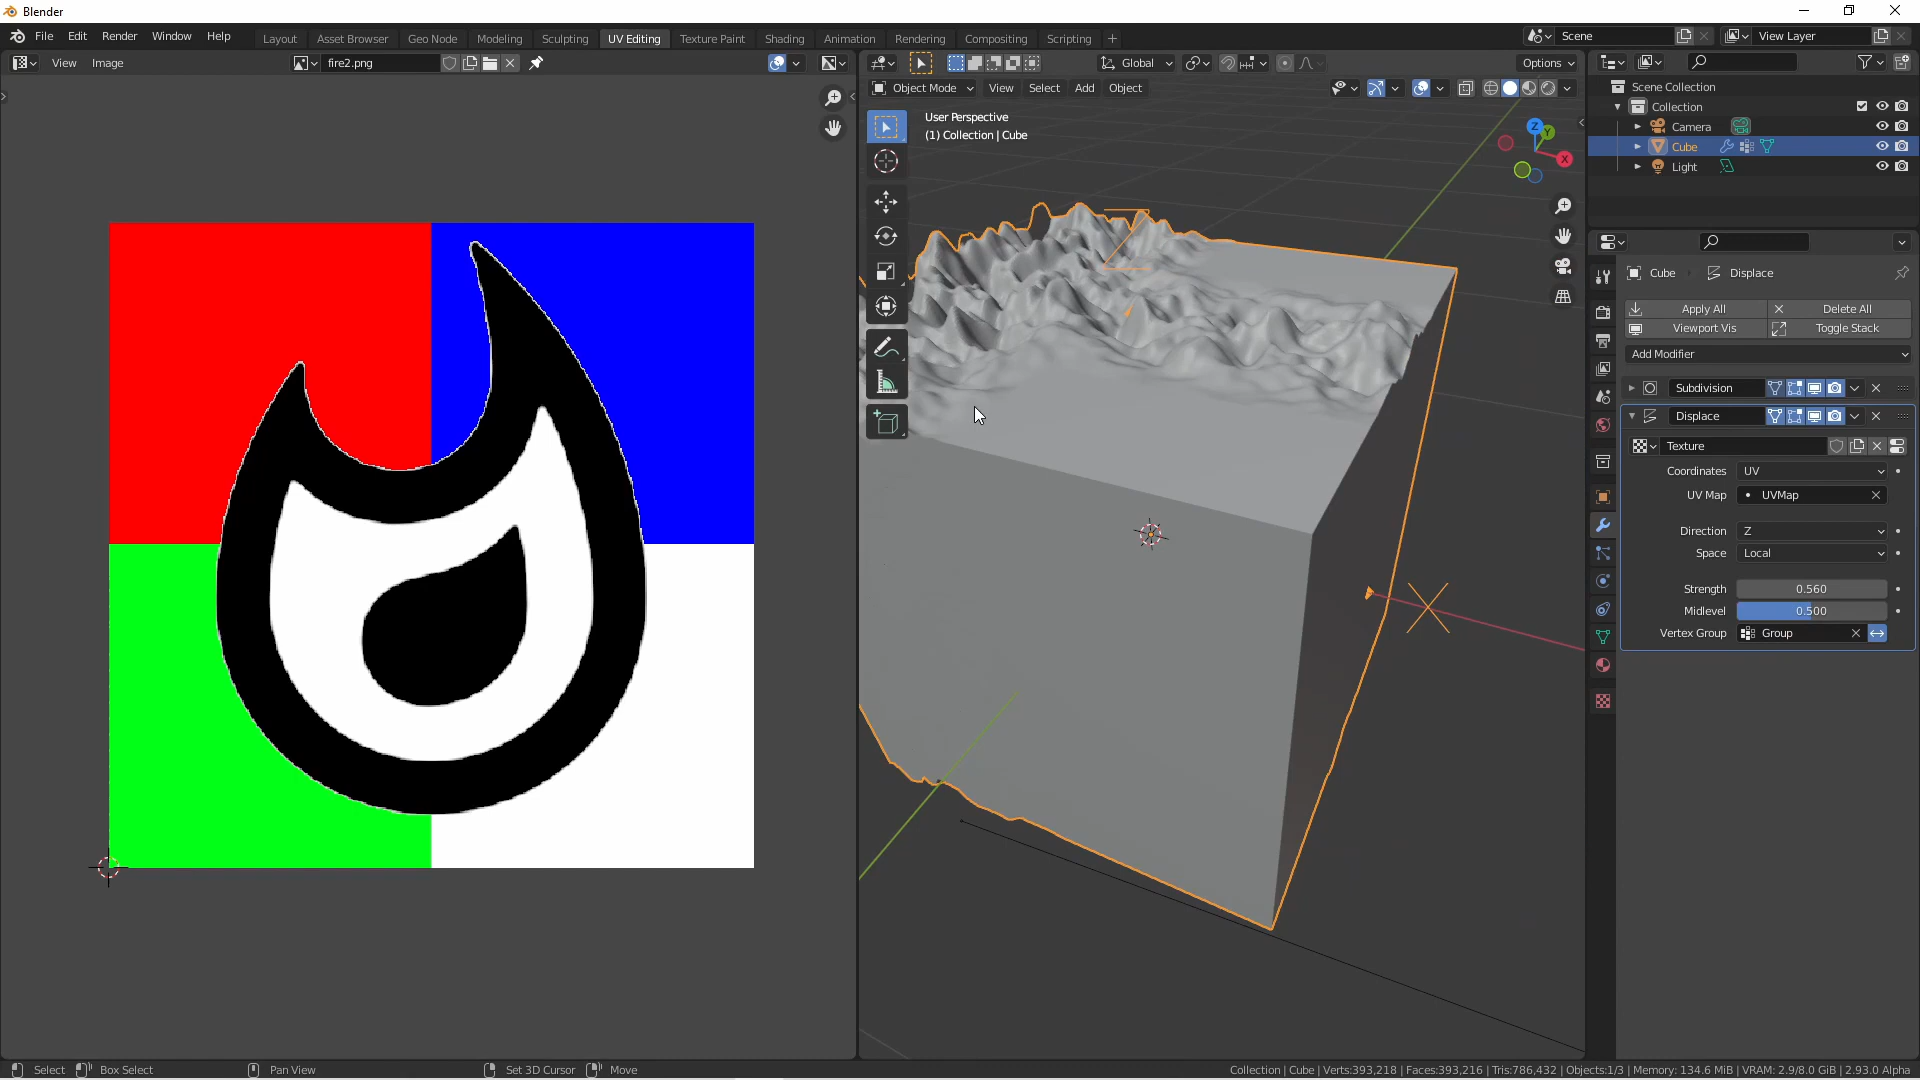 Blender
File Edit Render Window Help
Layout Asset Browser Geo Node Modeling Sculpting UV Editing Texture Paint Shading Animation Rendering Compositing Scripting +
Scene
View Layer
View Image
fire2.png
Global
Options
Object Mode View Select Add Object
User Perspective
(1) Collection | Cube
Z
Y
X
Scene Collection
Collection
Camera
Cube
Light
Cube Displace
Apply All Delete All
Viewport Vis Toggle Stack
Add Modifier
Subdivision
Displace
Texture
Coordinates UV
UV Map UVMap
Direction Z
Space Local
Strength 0.560
Midlevel 0.500
Vertex Group Group
Select Box Select Pan View Set 3D Cursor Move
Collection | Cube | Verts:393,218 | Faces:393,216 | Tris:786,432 | Objects:1/3 | Memory: 134.6 MiB | VRAM: 2.9/8.0 GiB | 2.93.0 Alpha